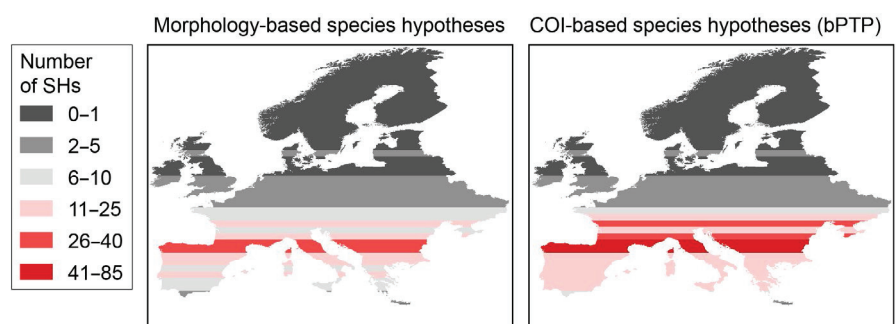 Morphology-based species hypotheses
COI-based species hypotheses (bPTP)
Number
of SHs
0–1
2–5
6–10
11–25
26–40
41–85